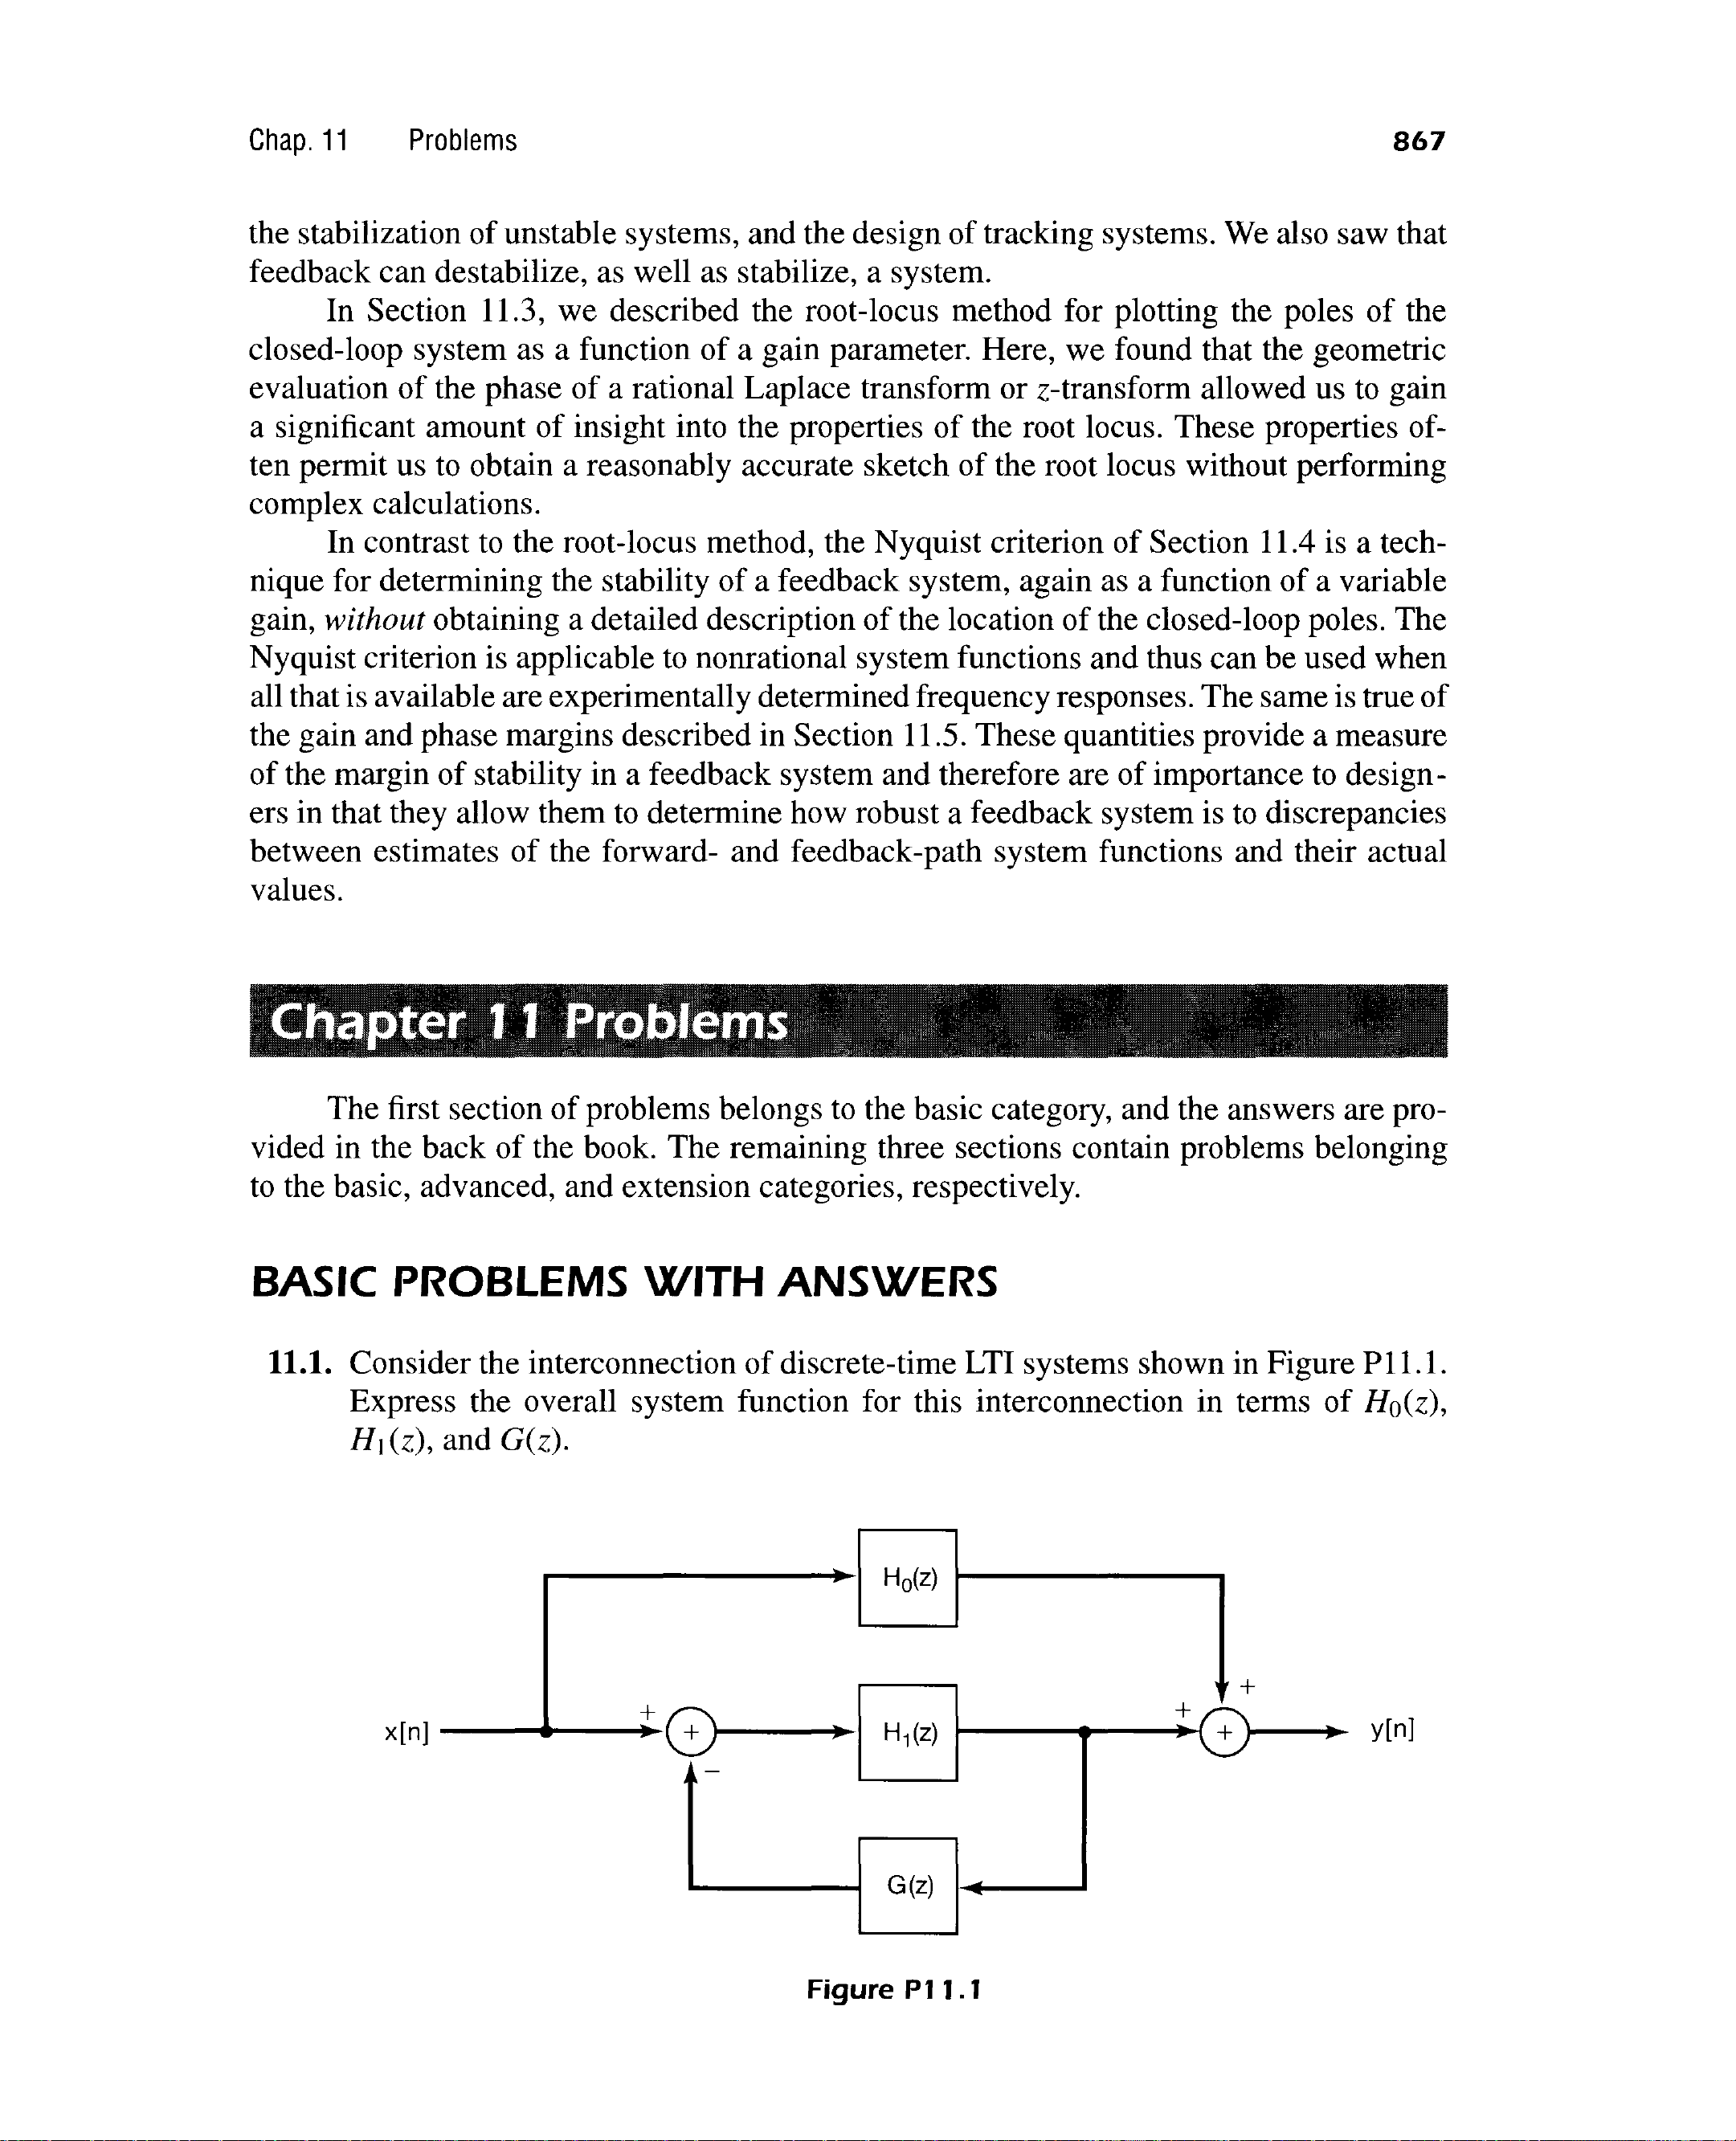 Chap. 11 Problems 867
the stabilization of unstable systems, and the design of tracking systems. We also saw that
feedback can destabilize, as well as stabilize, a system.
In Section 11.3, we described the root-locus method for plotting the poles of the
closed-loop system as a function of a gain parameter. Here, we found that the geometric
evaluation of the phase of a rational Laplace transform or z-transform allowed us to gain
a significant amount of insight into the properties of the root locus. These properties of-
ten permit us to obtain a reasonably accurate sketch of the root locus without performing
complex calculations.
In contrast to the root-locus method, the Nyquist criterion of Section 11.4 is a tech-
nique for determining the stability of a feedback system, again as a function of a variable
gain, without obtaining a detailed description of the location of the closed-loop poles. The
Nyquist criterion is applicable to nonrational system functions and thus can be used when
all that is available are experimentally determined frequency responses. The same is true of
the gain and phase margins described in Section 11.5. These quantities provide a measure
of the margin of stability in a feedback system and therefore are of importance to design-
ers in that they allow them to determine how robust a feedback system is to discrepancies
between estimates of the forward- and feedback-path system functions and their actual
values.
Chapter 11 Problems
The first section of problems belongs to the basic category, and the answers are pro-
vided in the back of the book. The remaining three sections contain problems belonging
to the basic, advanced, and extension categories, respectively.
BASIC PROBLEMS WITH ANSWERS
11.1. Consider the interconnection of discrete-time LTI systems shown in Figure P11.1.
Express the overall system function for this interconnection in terms of H₀(z),
H₁(z), and G(z).
H₀(z)
+
x[n] + + H₁(z) + + y[n]
−
G(z)
Figure P11.1